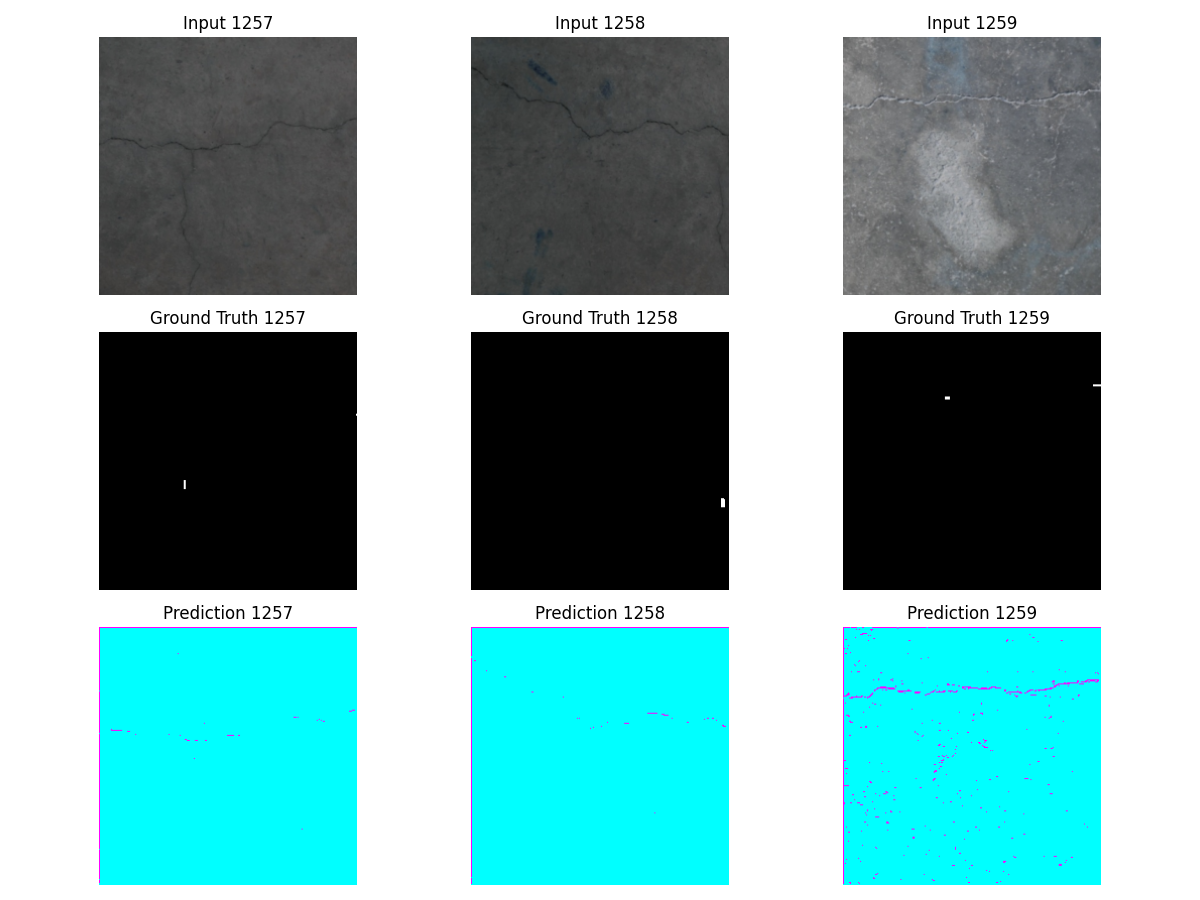 Input 1257
Input 1258
Input 1259
Ground Truth 1257
Ground Truth 1258
Ground Truth 1259
Prediction 1257
Prediction 1258
Prediction 1259